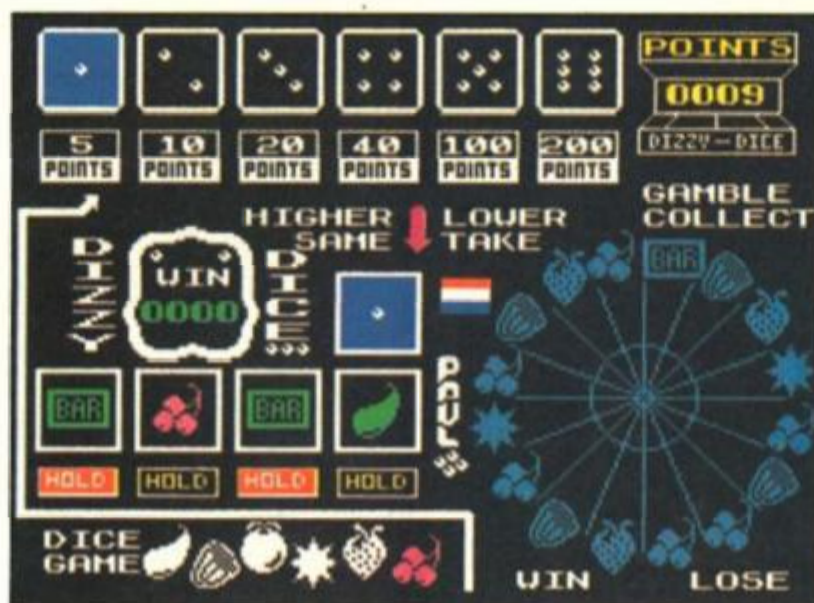 POINTS
0009
DIZZY-DICE
5 10 20 40 100 200
POINTS POINTS POINTS POINTS POINTS POINTS
GAMBLE
COLLECT
HIGHER LOWER
SAME TAKE
DIZZY
WIN
0000
DICE
BAR
BAR BAR
PAUL
HOLD HOLD HOLD HOLD
DICE
GAME
WIN LOSE